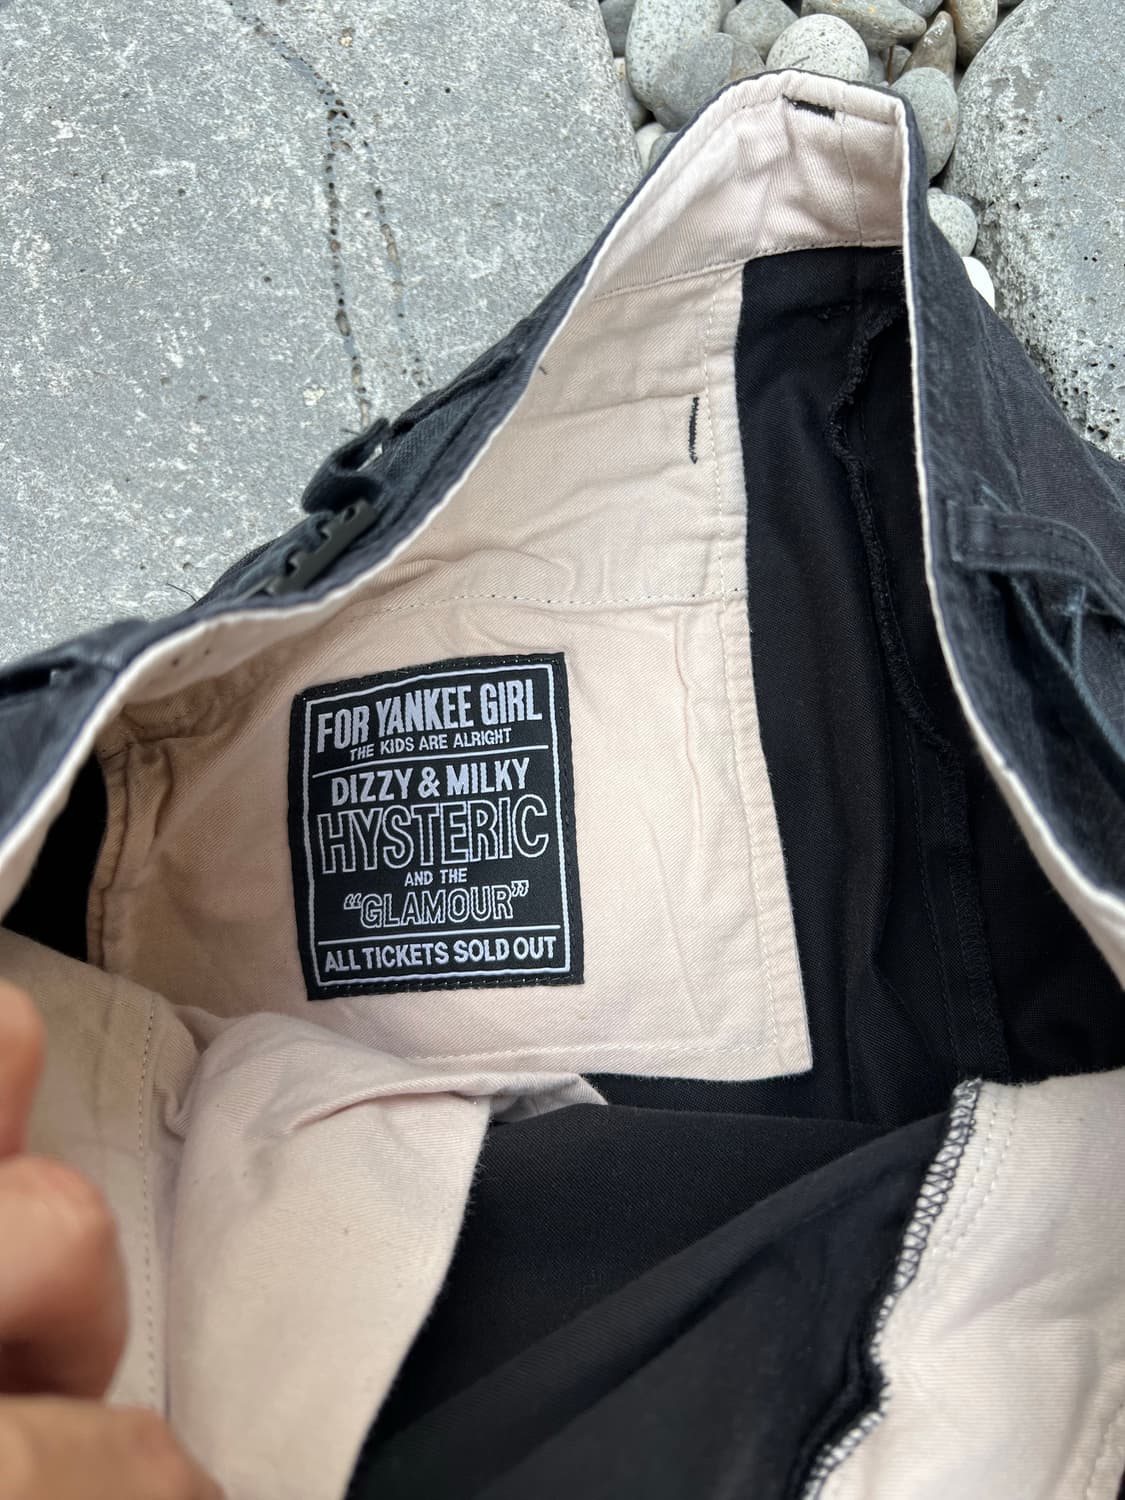 FOR YANKEE GIRL
THE KIDS ARE ALRIGHT
DIZZY & MILKY
HYSTERIC
AND THE
“GLAMOUR”
ALL TICKETS SOLD OUT